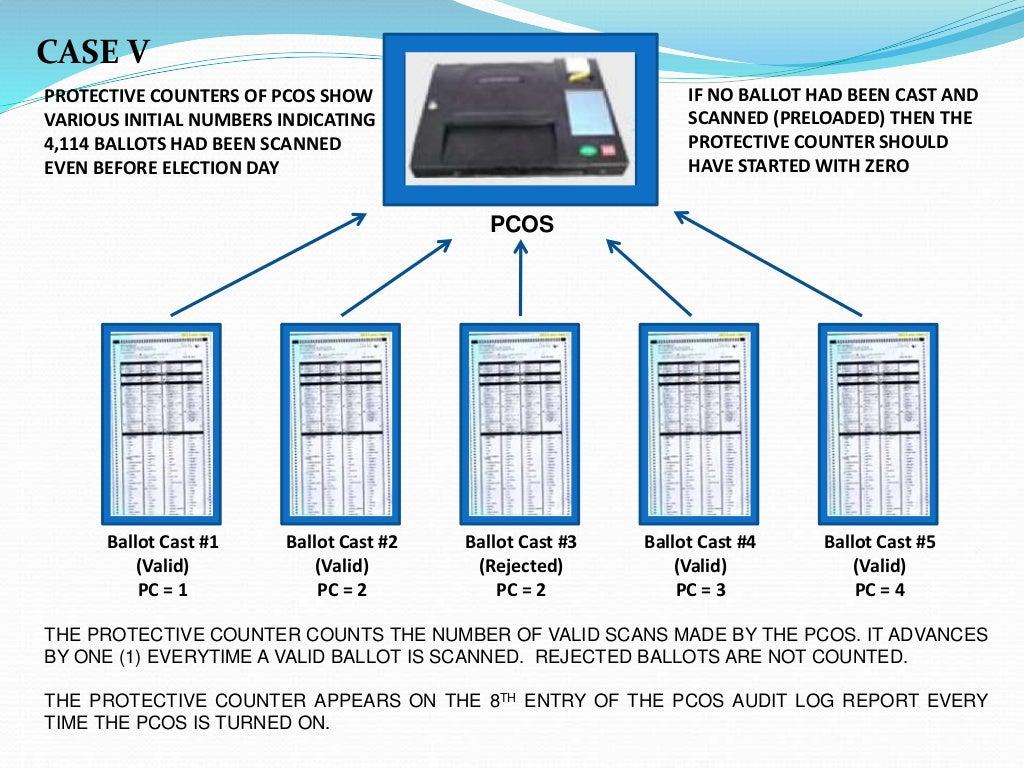 CASE V
PROTECTIVE COUNTERS OF PCOS SHOW
VARIOUS INITIAL NUMBERS INDICATING
4,114 BALLOTS HAD BEEN SCANNED
EVEN BEFORE ELECTION DAY
IF NO BALLOT HAD BEEN CAST AND
SCANNED (PRELOADED) THEN THE
PROTECTIVE COUNTER SHOULD
HAVE STARTED WITH ZERO
PCOS
Ballot Cast #1
(Valid)
PC = 1
Ballot Cast #2
(Valid)
PC = 2
Ballot Cast #3
(Rejected)
PC = 2
Ballot Cast #4
(Valid)
PC = 3
Ballot Cast #5
(Valid)
PC = 4
THE PROTECTIVE COUNTER COUNTS THE NUMBER OF VALID SCANS MADE BY THE PCOS. IT ADVANCES
BY ONE (1) EVERYTIME A VALID BALLOT IS SCANNED. REJECTED BALLOTS ARE NOT COUNTED.
THE PROTECTIVE COUNTER APPEARS ON THE 8TH ENTRY OF THE PCOS AUDIT LOG REPORT EVERY
TIME THE PCOS IS TURNED ON.